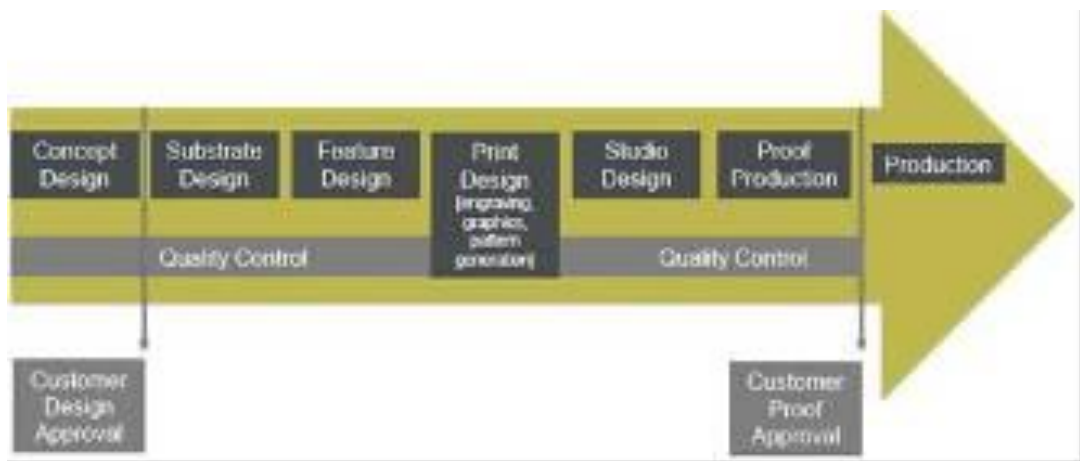 Concept
Design
Substrate
Design
Feature
Design
Print
Design
(engraving,
graphics,
pattern
generation)
Studio
Design
Proof
Production
Production
Quality Control
Quality Control
Customer
Design
Approval
Customer
Proof
Approval